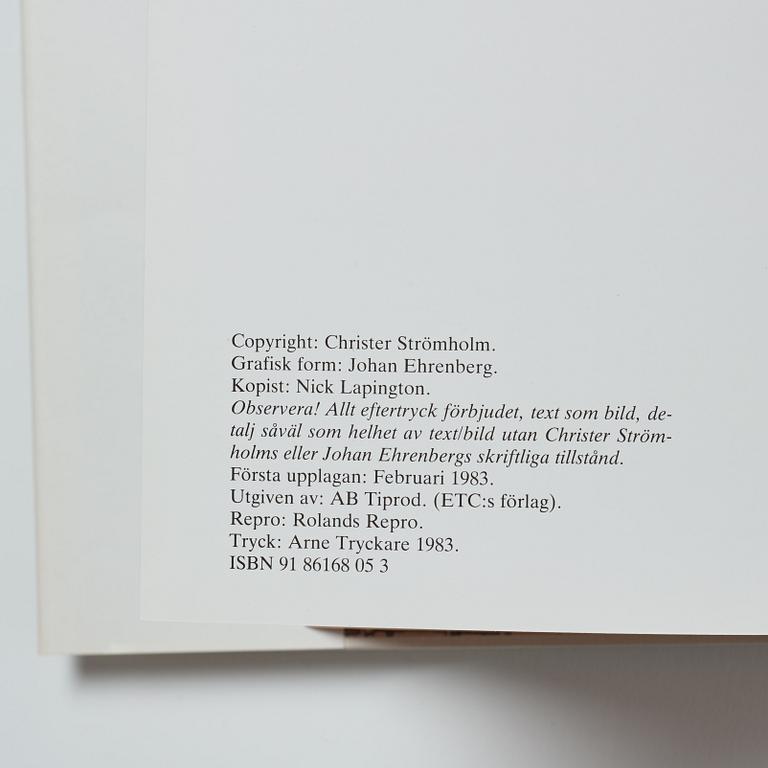 Copyright: Christer Strömholm.
Grafisk form: Johan Ehrenberg.
Kopist: Nick Lapington.
Observera! Allt eftertryck förbjudet, text som bild, de-
talj såväl som helhet av text/bild utan Christer Ström-
holms eller Johan Ehrenbergs skriftliga tillstånd.
Första upplagan: Februari 1983.
Utgiven av: AB Tiprod. (ETC:s förlag).
Repro: Rolands Repro.
Tryck: Arne Tryckare 1983.
ISBN 91 86168 05 3